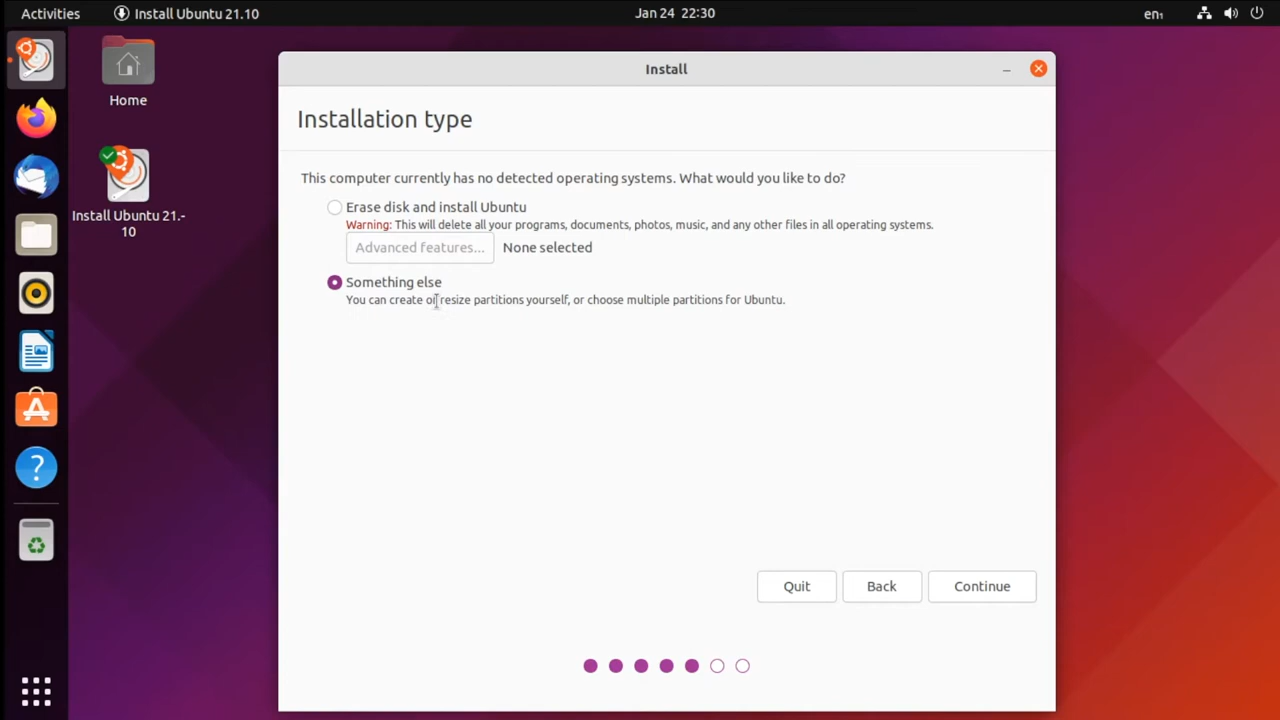 Activities
Install Ubuntu 21.10
Jan 24 22:30
en₁
Home
Install Ubuntu 21.-
10
Install
Installation type
This computer currently has no detected operating systems. What would you like to do?
Erase disk and install Ubuntu
Warning: This will delete all your programs, documents, photos, music, and any other files in all operating systems.
Advanced features...
None selected
Something else
You can create or resize partitions yourself, or choose multiple partitions for Ubuntu.
Quit
Back
Continue